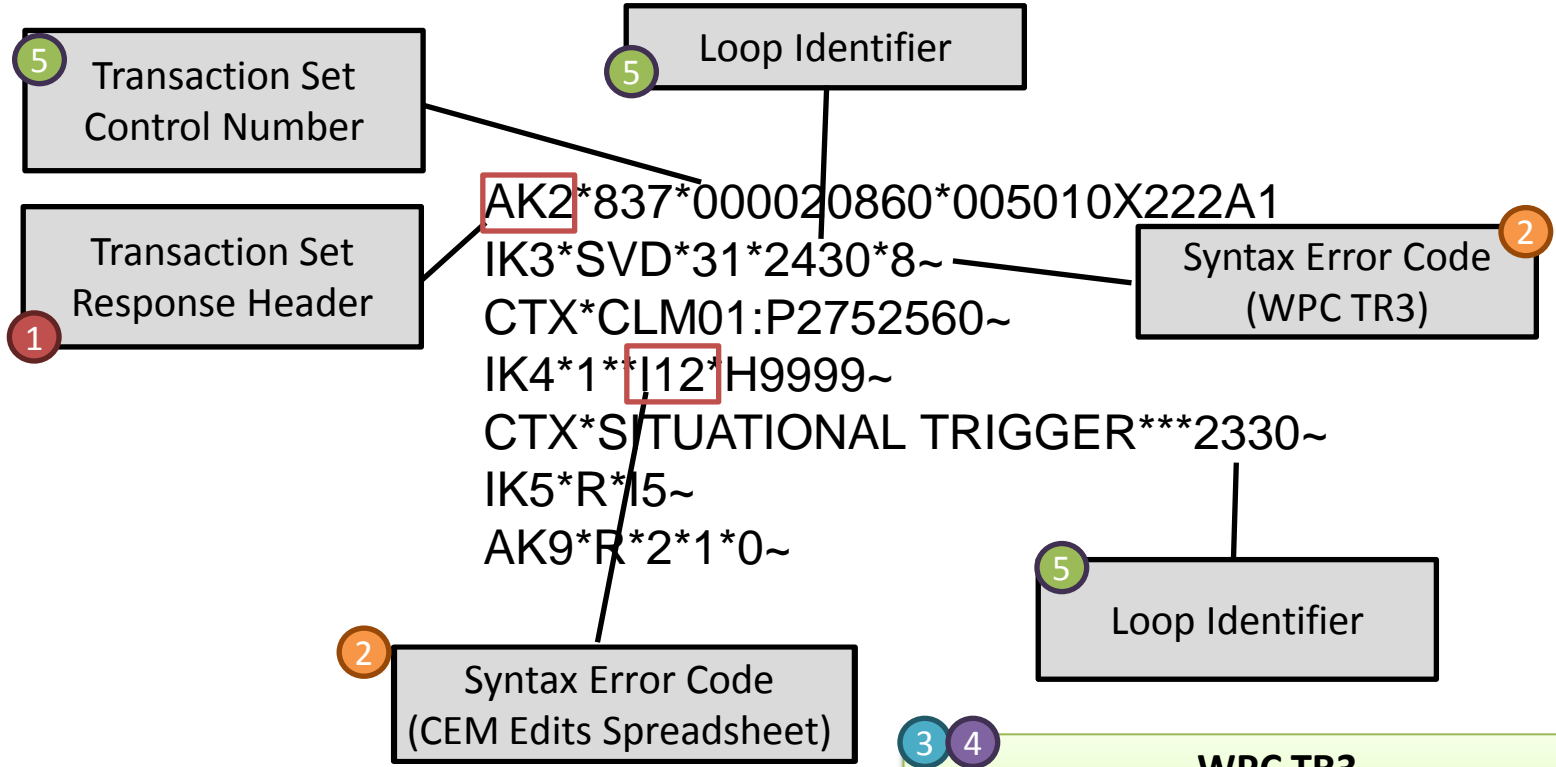 5
Transaction Set
Control Number
Loop Identifier
5
AK2*837*000020860*005010X222A1
IK3*SVD*31*2430*8~
CTX*CLM01:P2752560~
IK4*1**I12*H9999~
CTX*SITUATIONAL TRIGGER***2330~
IK5*R*I5~
AK9*R*2*1*0~
Transaction Set
Response Header
1
2
Syntax Error Code
(WPC TR3)
5
Loop Identifier
2
Syntax Error Code
(CEM Edits Spreadsheet)
3 4
WPC TR3